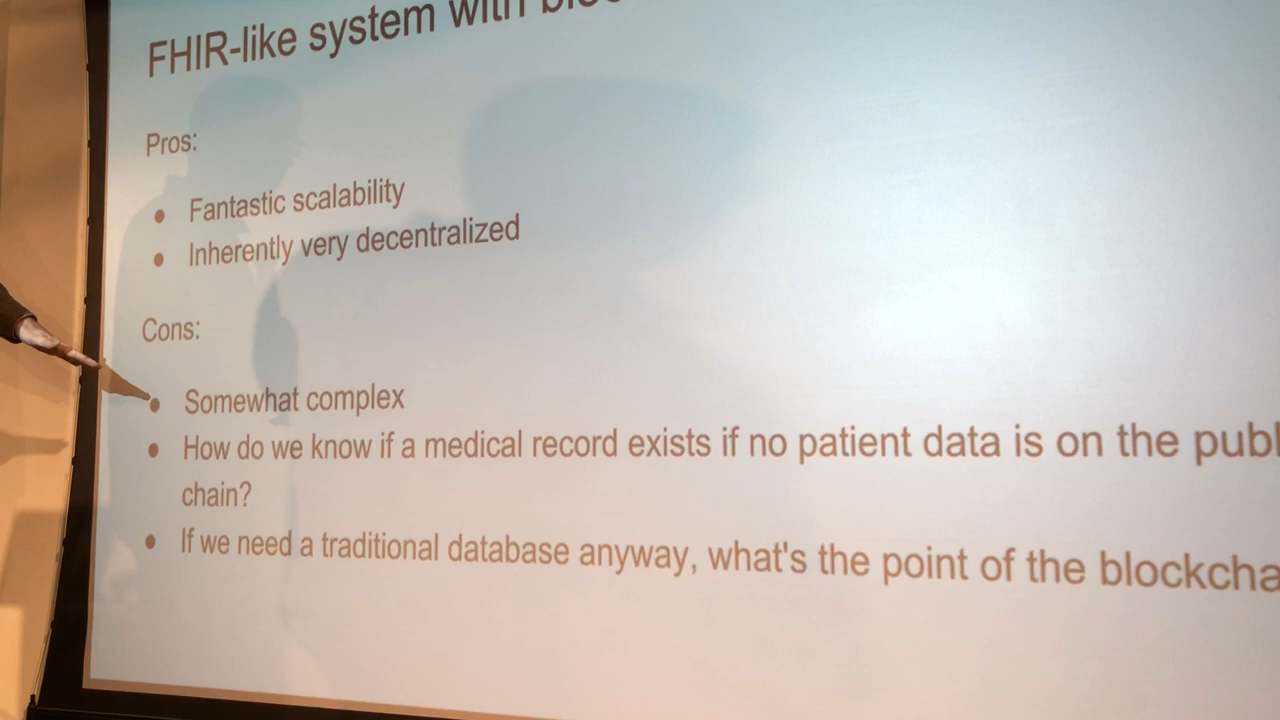 FHIR-like system with
Pros:
• Fantastic scalability
• Inherently very decentralized
Cons:
• Somewhat complex
• How do we know if a medical record exists if no patient data is on the publ
chain?
• If we need a traditional database anyway, what's the point of the blockcha